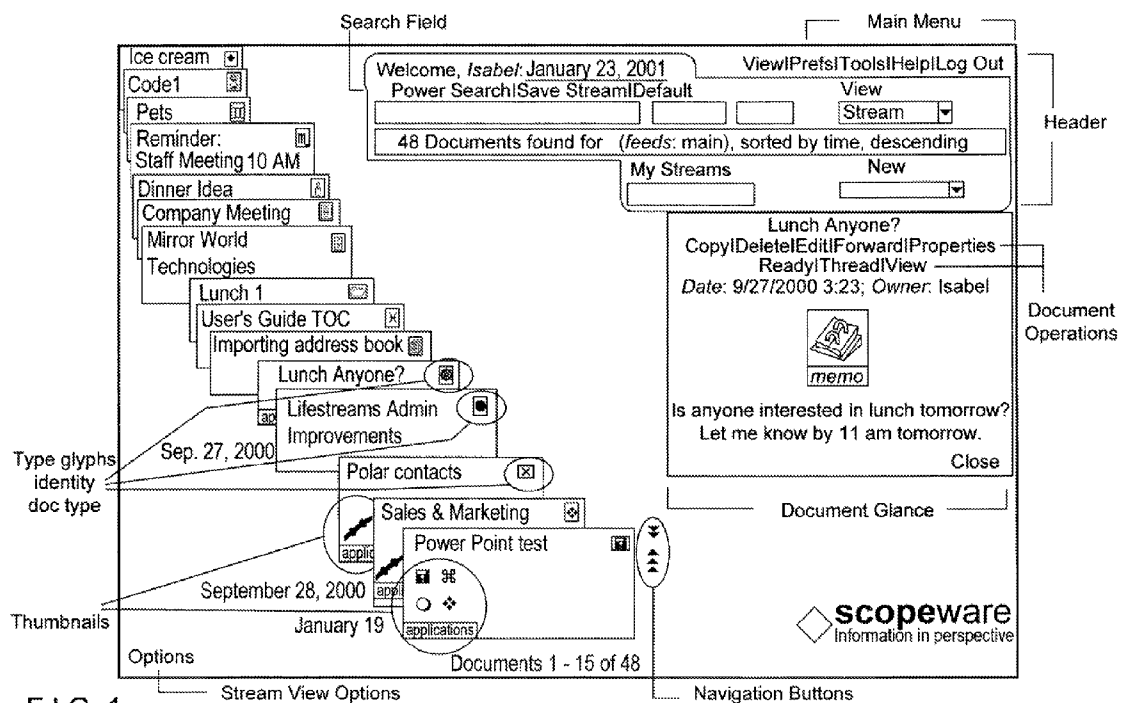 Search Field
Main Menu
Ice cream
Code1
Pets
Reminder:
Staff Meeting 10 AM
Dinner Idea
Company Meeting
Mirror World
Technologies
Lunch 1
User's Guide TOC
Importing address book
Lunch Anyone?
Lifestreams Admin
Improvements
Sep. 27, 2000
Polar contacts
Sales & Marketing
Power Point test
September 28, 2000
January 19
applications
Documents 1 - 15 of 48
Options
Welcome, Isabel: January 23, 2001
View|Prefs|Tools|Help|Log Out
Power Search|Save Stream|Default
View
Stream
48 Documents found for (feeds: main), sorted by time, descending
My Streams
New
Header
Lunch Anyone?
Copy|Delete|Edit|Forward|Properties
Ready|Thread|View
Date: 9/27/2000 3:23; Owner: Isabel
memo
Is anyone interested in lunch tomorrow?
Let me know by 11 am tomorrow.
Close
Document
Operations
Document Glance
Type glyphs
identity
doc type
Thumbnails
scopeware
Information in perspective
Stream View Options
Navigation Buttons